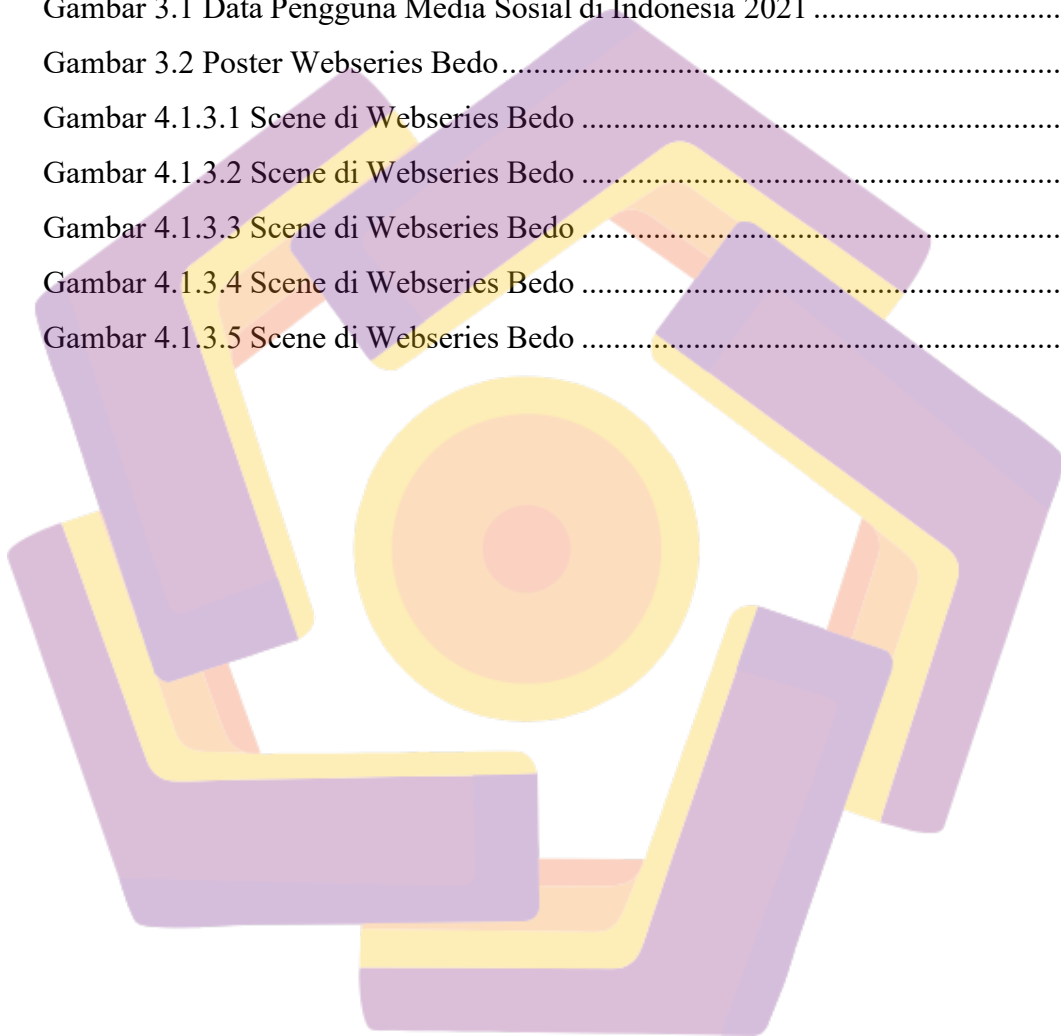 Gambar 3.1 Data Pengguna Media Sosial di Indonesia 2021 ..............................
Gambar 3.2 Poster Webseries Bedo....................................................................
Gambar 4.1.3.1 Scene di Webseries Bedo ..........................................................
Gambar 4.1.3.2 Scene di Webseries Bedo ..........................................................
Gambar 4.1.3.3 Scene di Webseries Bedo ..........................................................
Gambar 4.1.3.4 Scene di Webseries Bedo ..........................................................
Gambar 4.1.3.5 Scene di Webseries Bedo ..........................................................